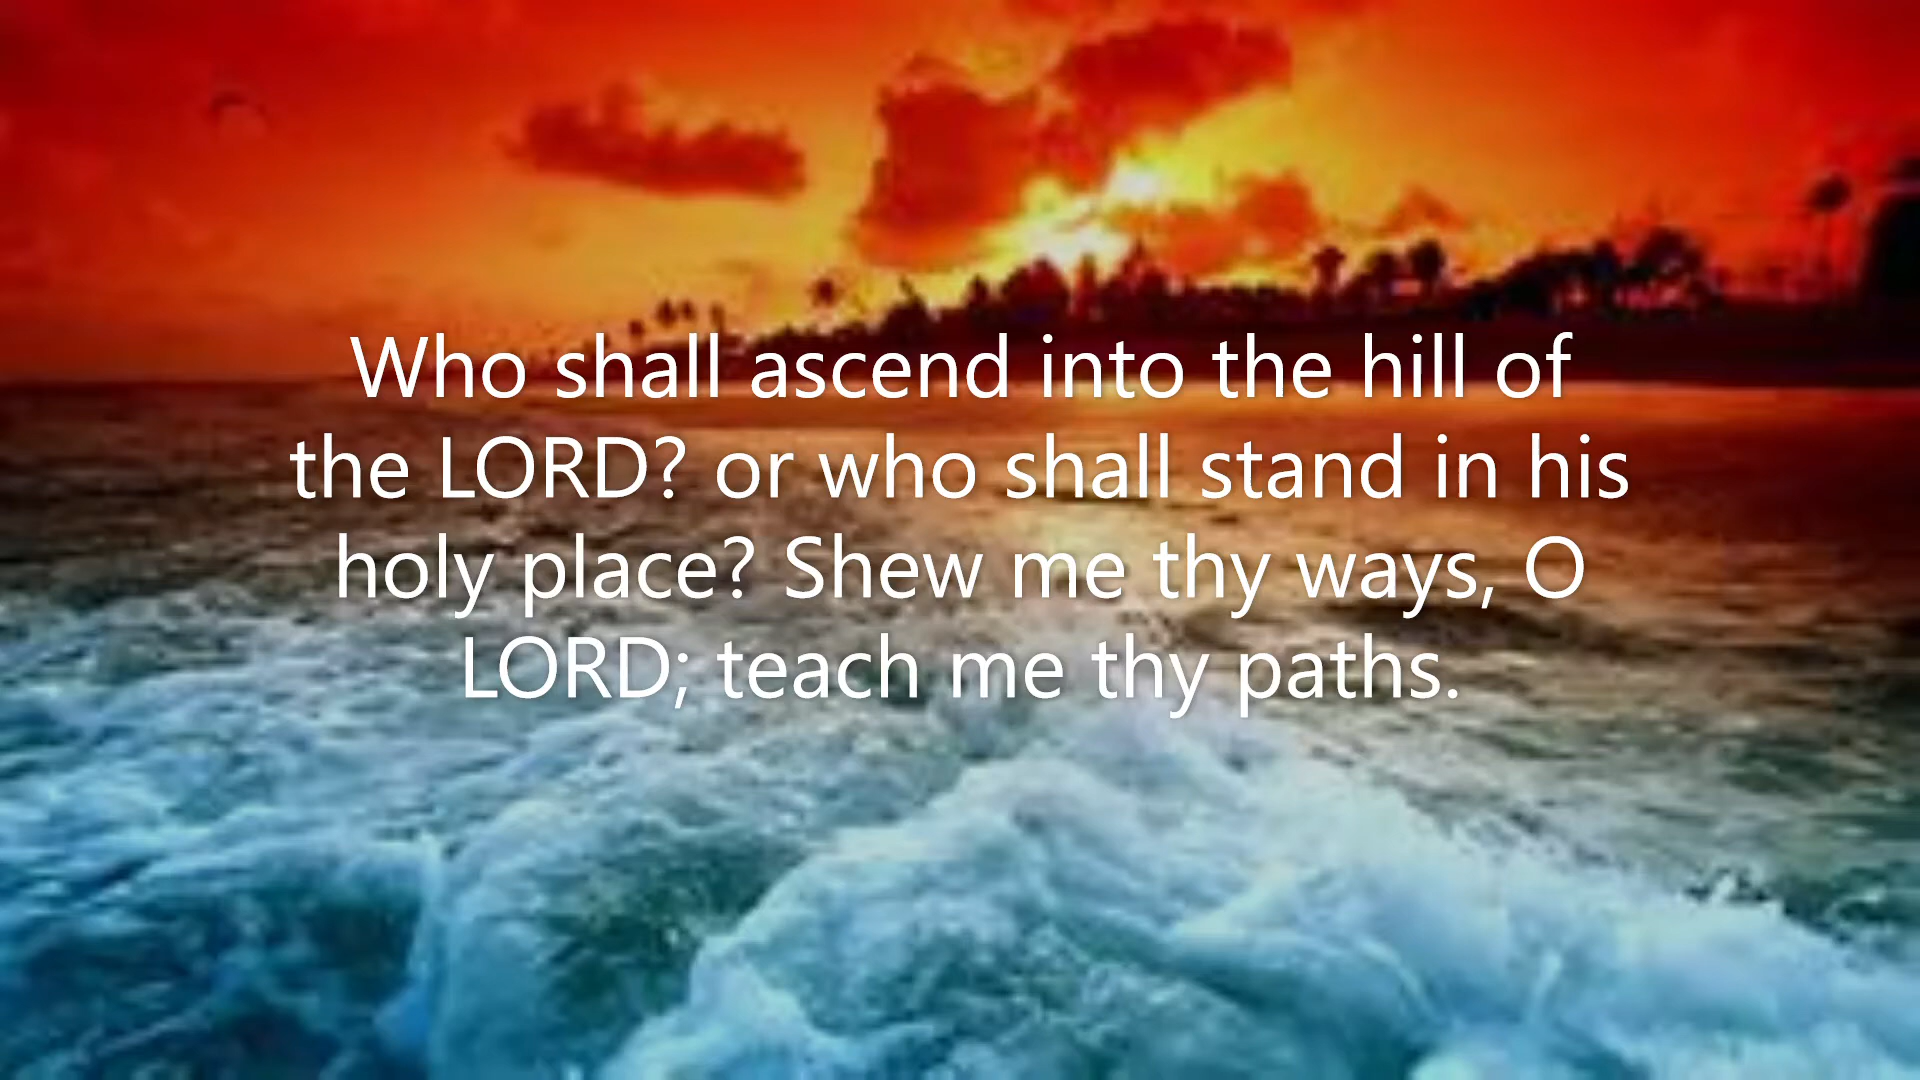 Who shall ascend into the hill of
the LORD? or who shall stand in his
holy place? Shew me thy ways, O
LORD; teach me thy paths.